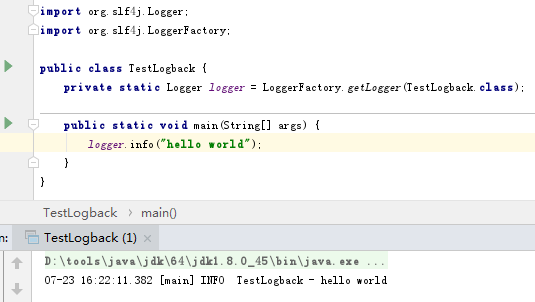 import org.slf4j.Logger;
import org.slf4j.LoggerFactory;
public class TestLogback {
private static Logger logger = LoggerFactory.getLogger(TestLogback.class);
public static void main(String[] args) {
logger.info("hello world");
}
}
TestLogback > main()
n: TestLogback (1) ×
D:\tools\java\jdk\64\jdk1.8.0_45\bin\java.exe ...
07-23 16:22:11.382 [main] INFO  TestLogback - hello world